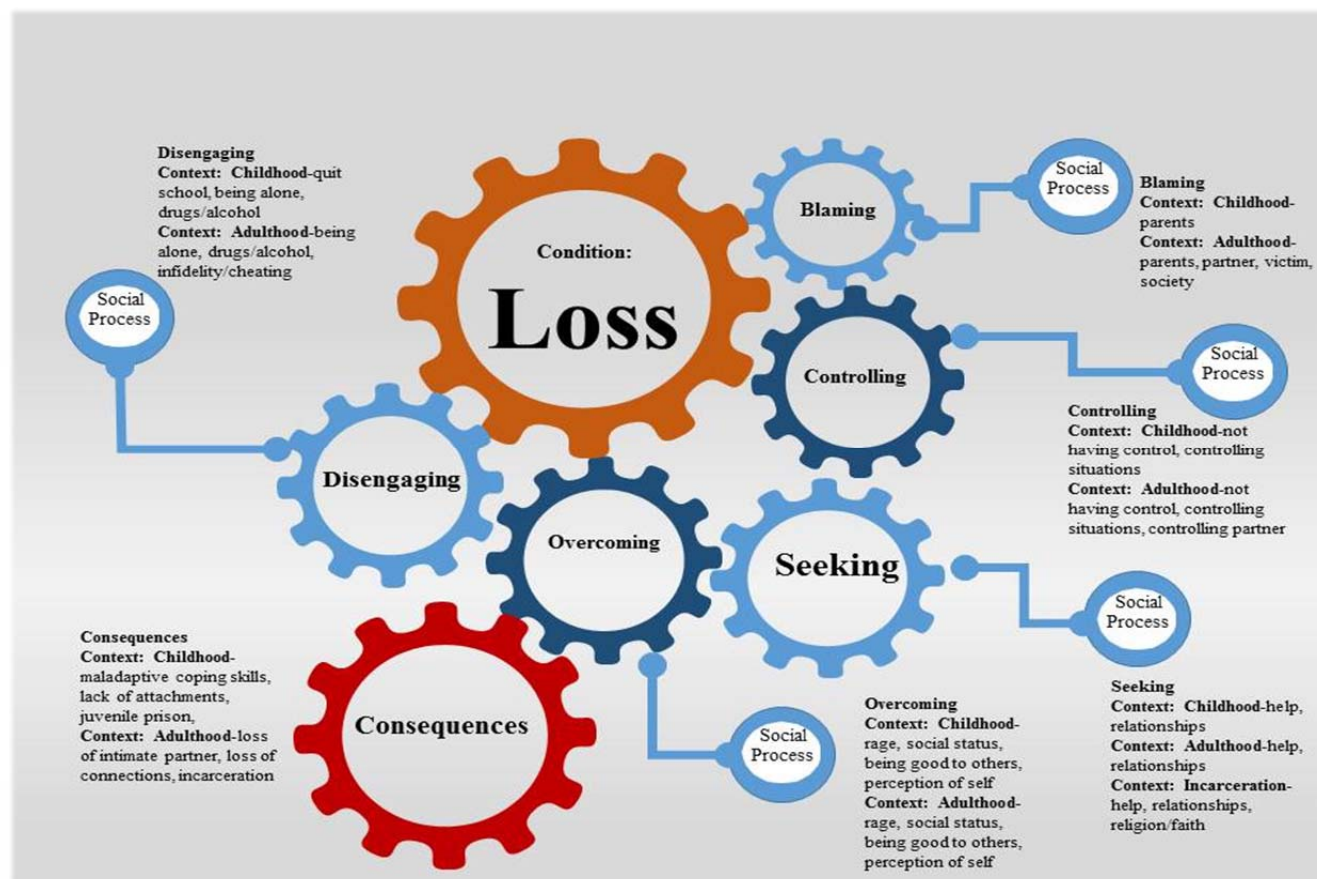 Disengaging
Context: Childhood-quit
school, being alone,
drugs/alcohol
Context: Adulthood-being
alone, drugs/alcohol,
infidelity/cheating
Social
Process
Condition:
Loss
Blaming
Social
Process
Blaming
Context: Childhood-
parents
Context: Adulthood-
parents, partner, victim,
society
Controlling
Social
Process
Controlling
Context: Childhood-not
having control, controlling
situations
Context: Adulthood-not
having control, controlling
situations, controlling partner
Disengaging
Overcoming
Seeking
Social
Process
Seeking
Context: Childhood-help,
relationships
Context: Adulthood-help,
relationships
Context: Incarceration-
help, relationships,
religion/faith
Consequences
Context: Childhood-
maladaptive coping skills,
lack of attachments,
juvenile prison,
Context: Adulthood-loss
of intimate partner, loss of
connections, incarceration
Consequences
Social
Process
Overcoming
Context: Childhood-
rage, social status,
being good to others,
perception of self
Context: Adulthood-
rage, social status,
being good to others,
perception of self